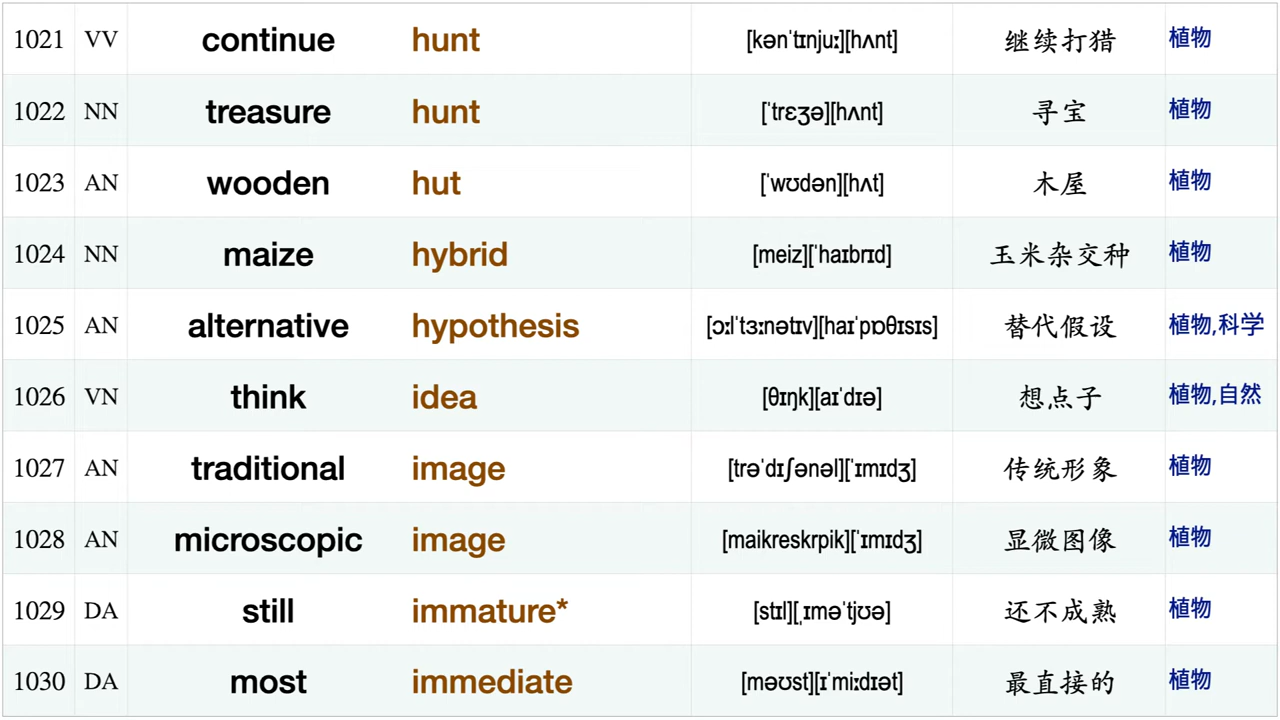 1021 VV continue hunt [kənˈtɪnjuː][hʌnt] 继续打猎 植物
1022 NN treasure hunt [ˈtrɛʒə][hʌnt] 寻宝 植物
1023 AN wooden hut [ˈwʊdən][hʌt] 木屋 植物
1024 NN maize hybrid [meiz][ˈhaɪbrɪd] 玉米杂交种 植物
1025 AN alternative hypothesis [ɔːlˈtɜːnətɪv][haɪˈpɒθɪsɪs] 替代假设 植物,科学
1026 VN think idea [θɪŋk][aɪˈdɪə] 想点子 植物,自然
1027 AN traditional image [trəˈdɪʃənəl][ˈɪmɪdʒ] 传统形象 植物
1028 AN microscopic image [maikreskrpik][ˈɪmɪdʒ] 显微图像 植物
1029 DA still immature* [stɪl][ˌɪməˈtjʊə] 还不成熟 植物
1030 DA most immediate [məʊst][ɪˈmiːdɪət] 最直接的 植物